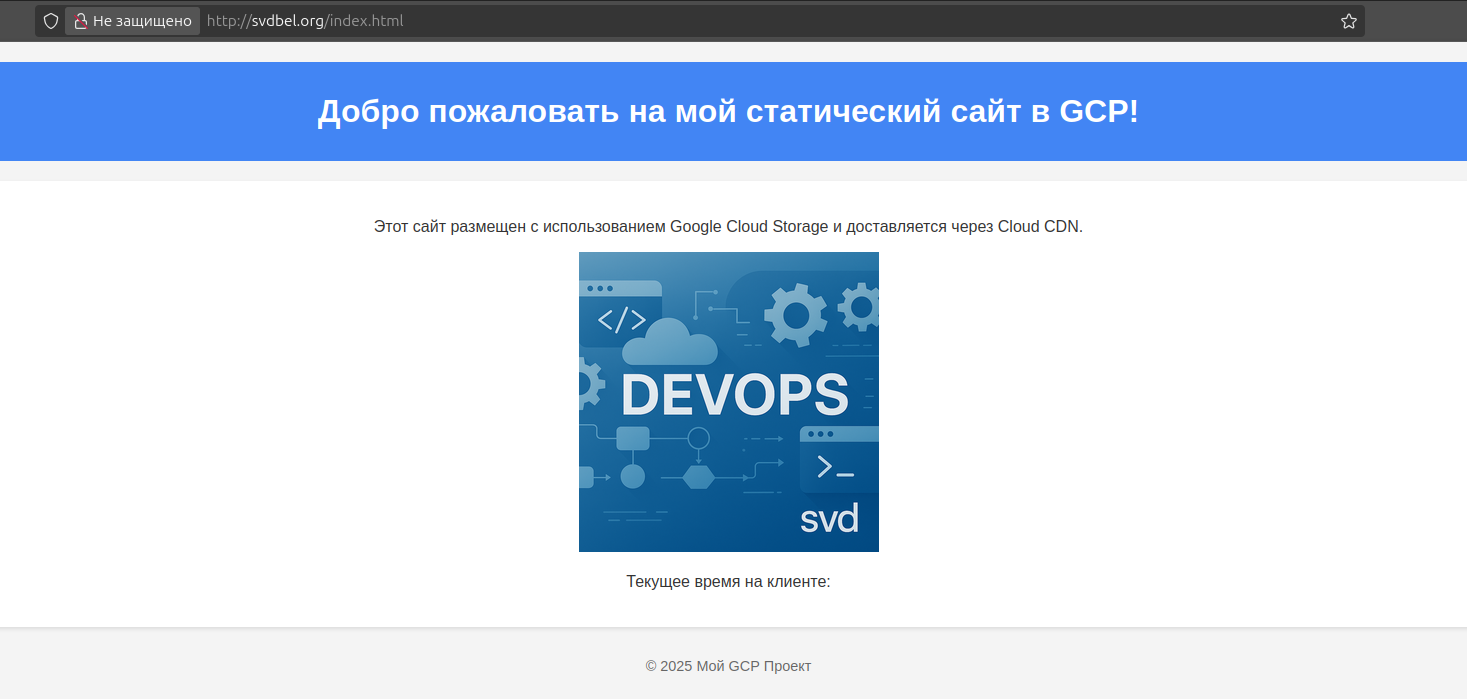 Не защищено http://svdbel.org/index.html
Добро пожаловать на мой статический сайт в GCP!
Этот сайт размещен с использованием Google Cloud Storage и доставляется через Cloud CDN.
</>
DEVOPS
>_
svd
Текущее время на клиенте:
© 2025 Мой GCP Проект